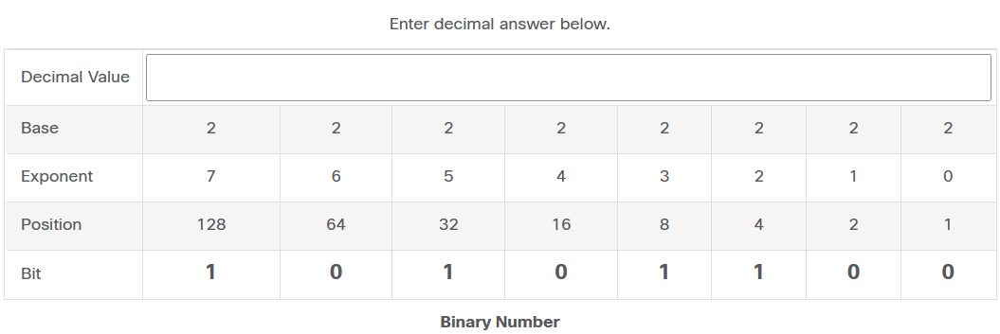 Enter decimal answer below.
Decimal Value
Base 2 2 2 2 2 2 2 2
Exponent 7 6 5 4 3 2 1 0
Position 128 64 32 16 8 4 2 1
Bit 1 0 1 0 1 1 0 0
Binary Number